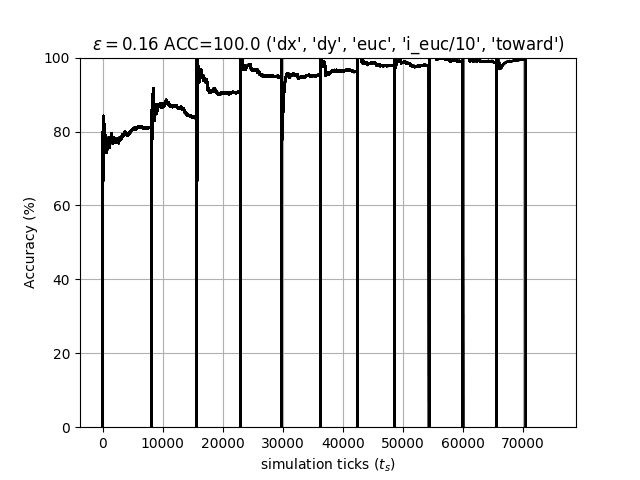 ε = 0.16 ACC=100.0 ('dx', 'dy', 'euc', 'i_euc/10', 'toward')
100
80
60
40
20
0
Accuracy (%)
0 10000 20000 30000 40000 50000 60000 70000
simulation ticks (tₛ)